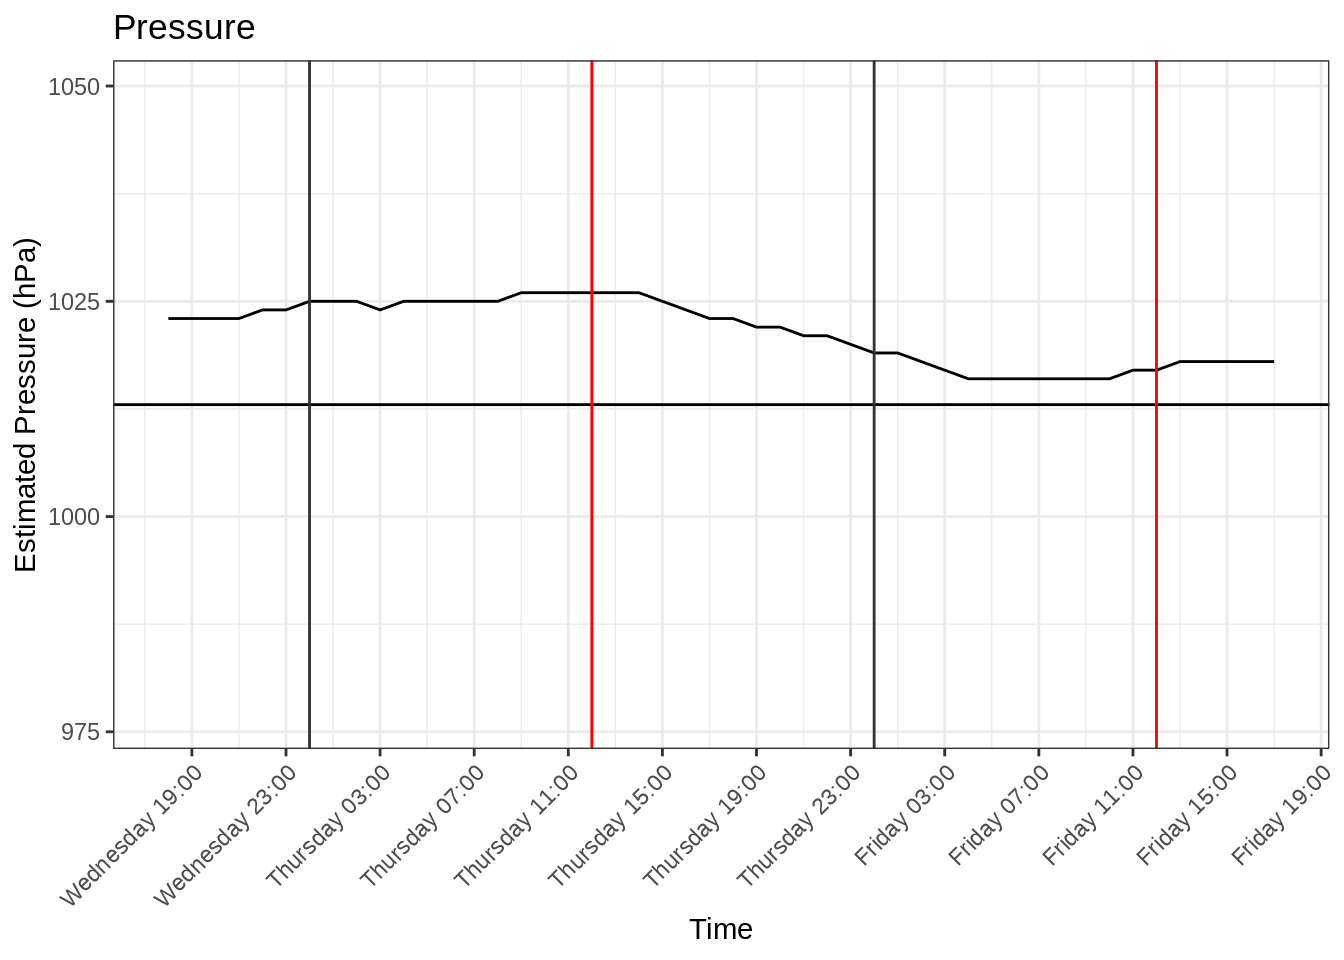 Pressure
Estimated Pressure (hPa)
1050
1025
1000
975
Wednesday 19:00
Wednesday 23:00
Thursday 03:00
Thursday 07:00
Thursday 11:00
Thursday 15:00
Thursday 19:00
Thursday 23:00
Friday 03:00
Friday 07:00
Friday 11:00
Friday 15:00
Friday 19:00
Time